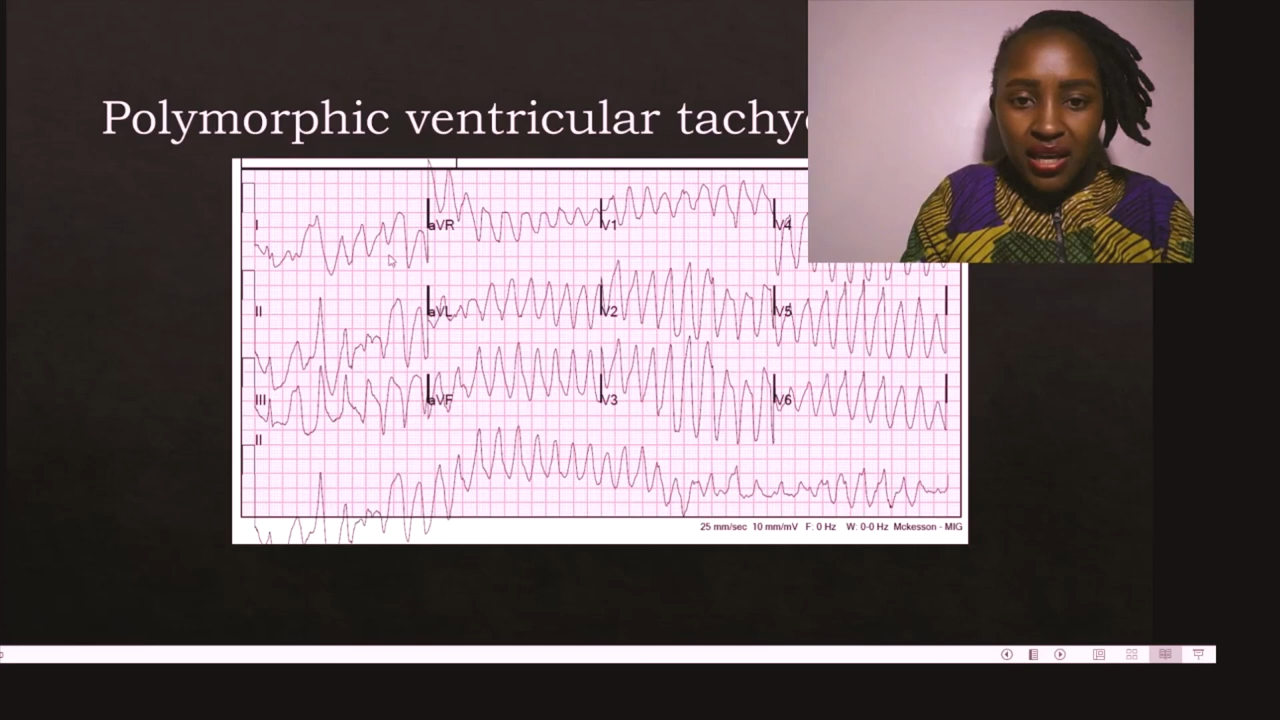 Polymorphic ventricular
I aVR V1 V4
II aVL V2 V5
III aVF V3 V6
II
25 mm/sec 10 mm/mV F: 0 Hz W: 0-0 Hz Mckesson - MIG